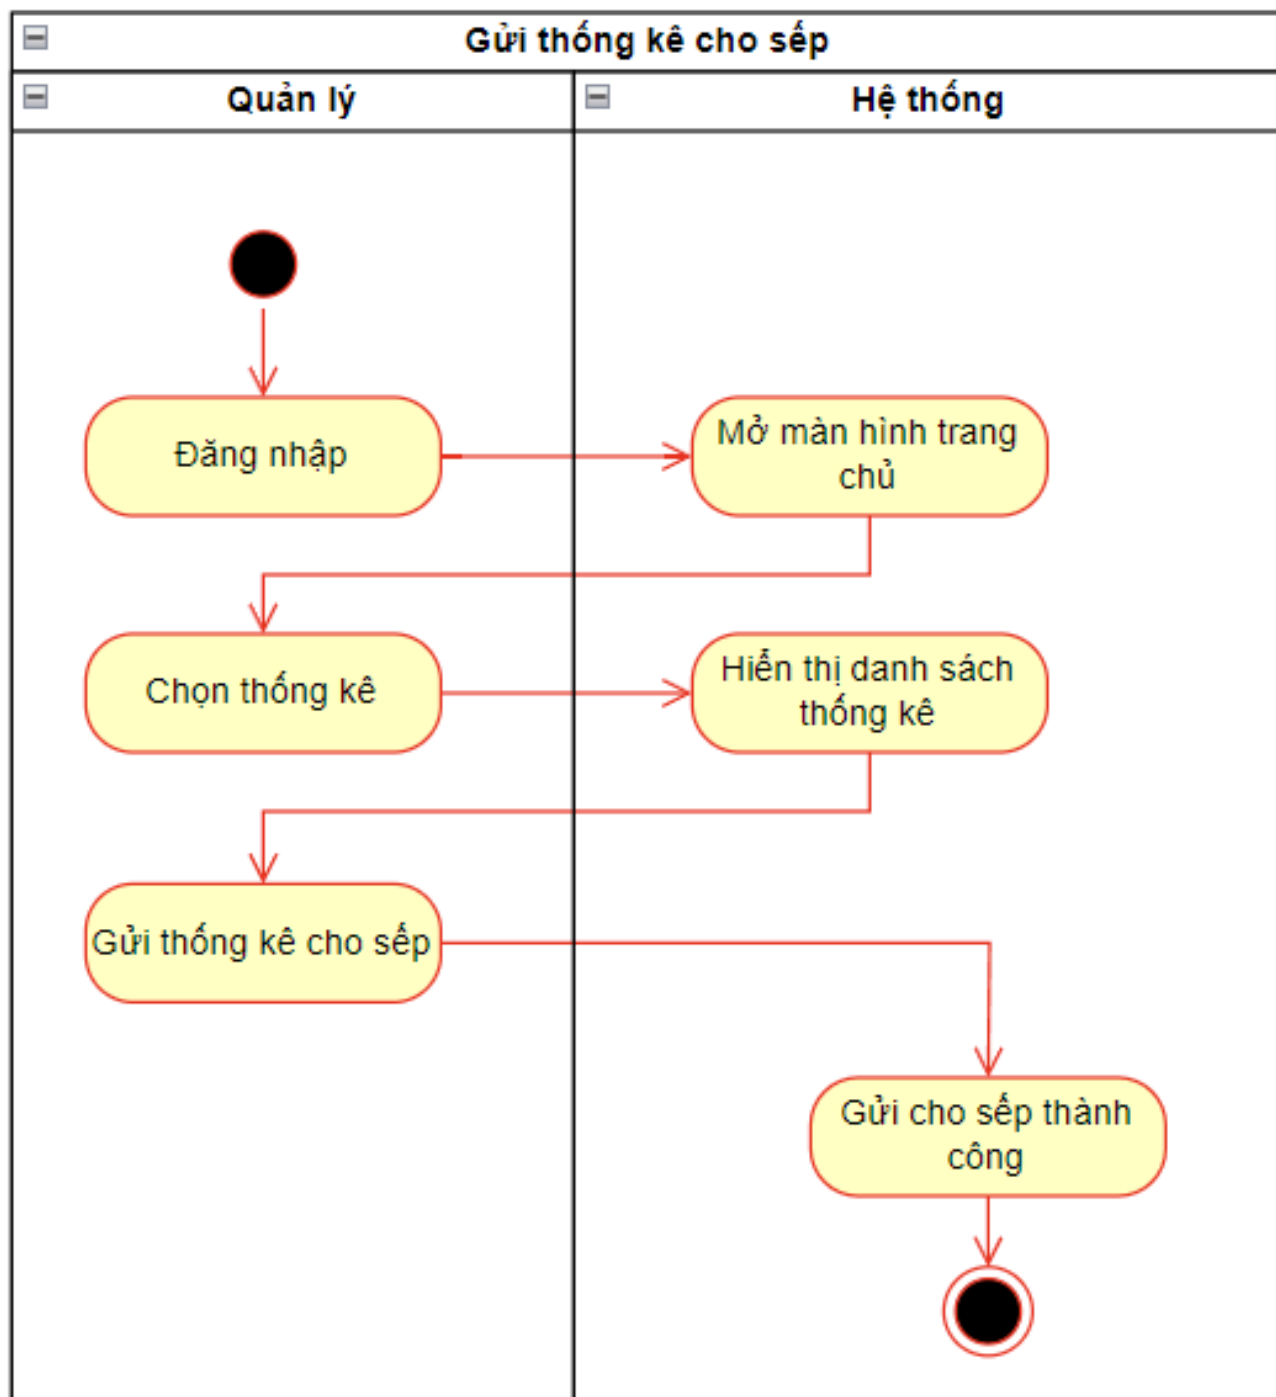 Gửi thống kê cho sếp
Quản lý
Hệ thống
Đăng nhập
Mở màn hình trang
chủ
Chọn thống kê
Hiển thị danh sách
thống kê
Gửi thống kê cho sếp
Gửi cho sếp thành
công